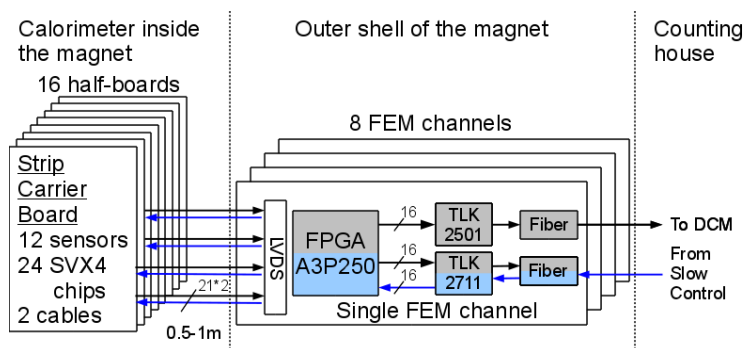 Calorimeter inside
the magnet
Outer shell of the magnet
Counting
house
16 half-boards
8 FEM channels
Strip
Carrier
Board
12 sensors
24 SVX4
chips
2 cables
21*2
0.5-1m
LVDS
FPGA
A3P250
16
16
16
TLK
2501
TLK
2711
Fiber
Fiber
Single FEM channel
To DCM
From
Slow
Control